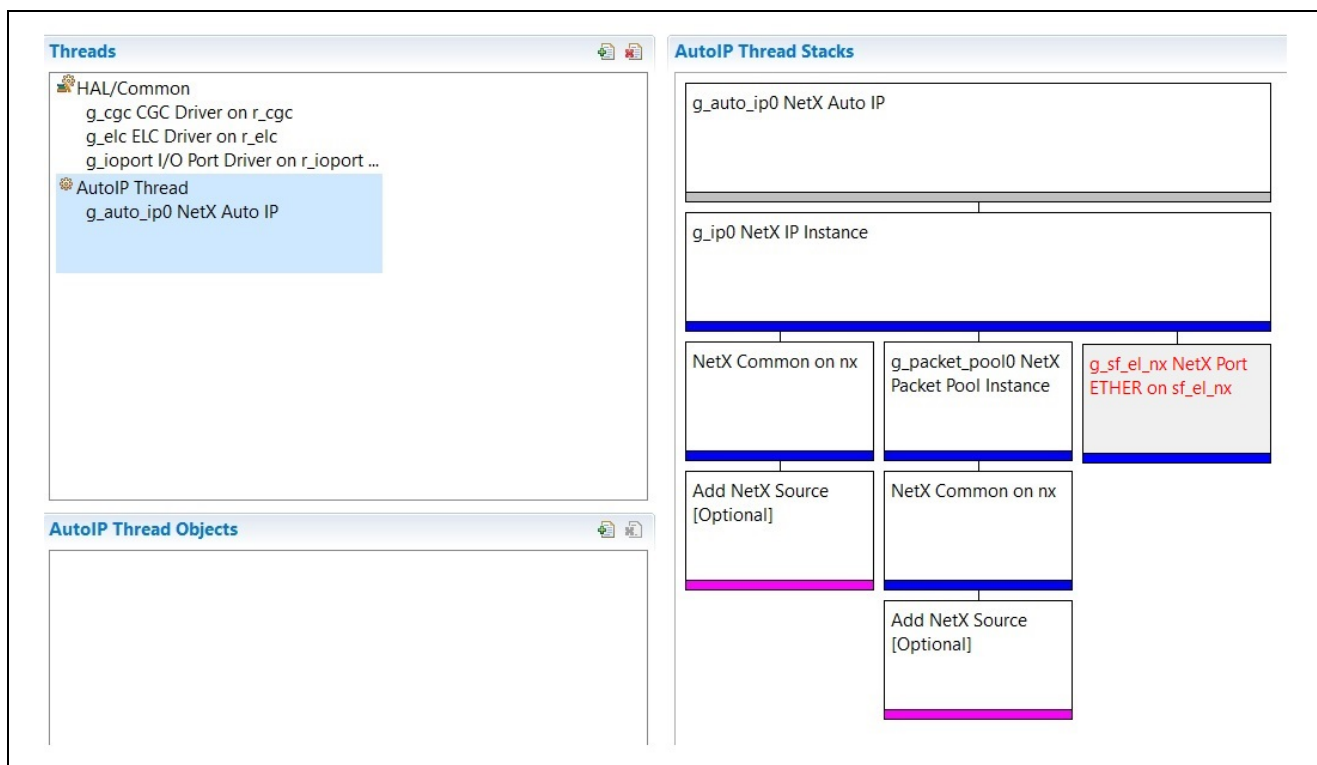 Threads
HAL/Common
g_cgc CGC Driver on r_cgc
g_elc ELC Driver on r_elc
g_ioport I/O Port Driver on r_ioport ...
AutoIP Thread
g_auto_ip0 NetX Auto IP
AutoIP Thread Objects
AutoIP Thread Stacks
g_auto_ip0 NetX Auto IP
g_ip0 NetX IP Instance
NetX Common on nx
g_packet_pool0 NetX
Packet Pool Instance
g_sf_el_nx NetX Port
ETHER on sf_el_nx
Add NetX Source
[Optional]
NetX Common on nx
Add NetX Source
[Optional]